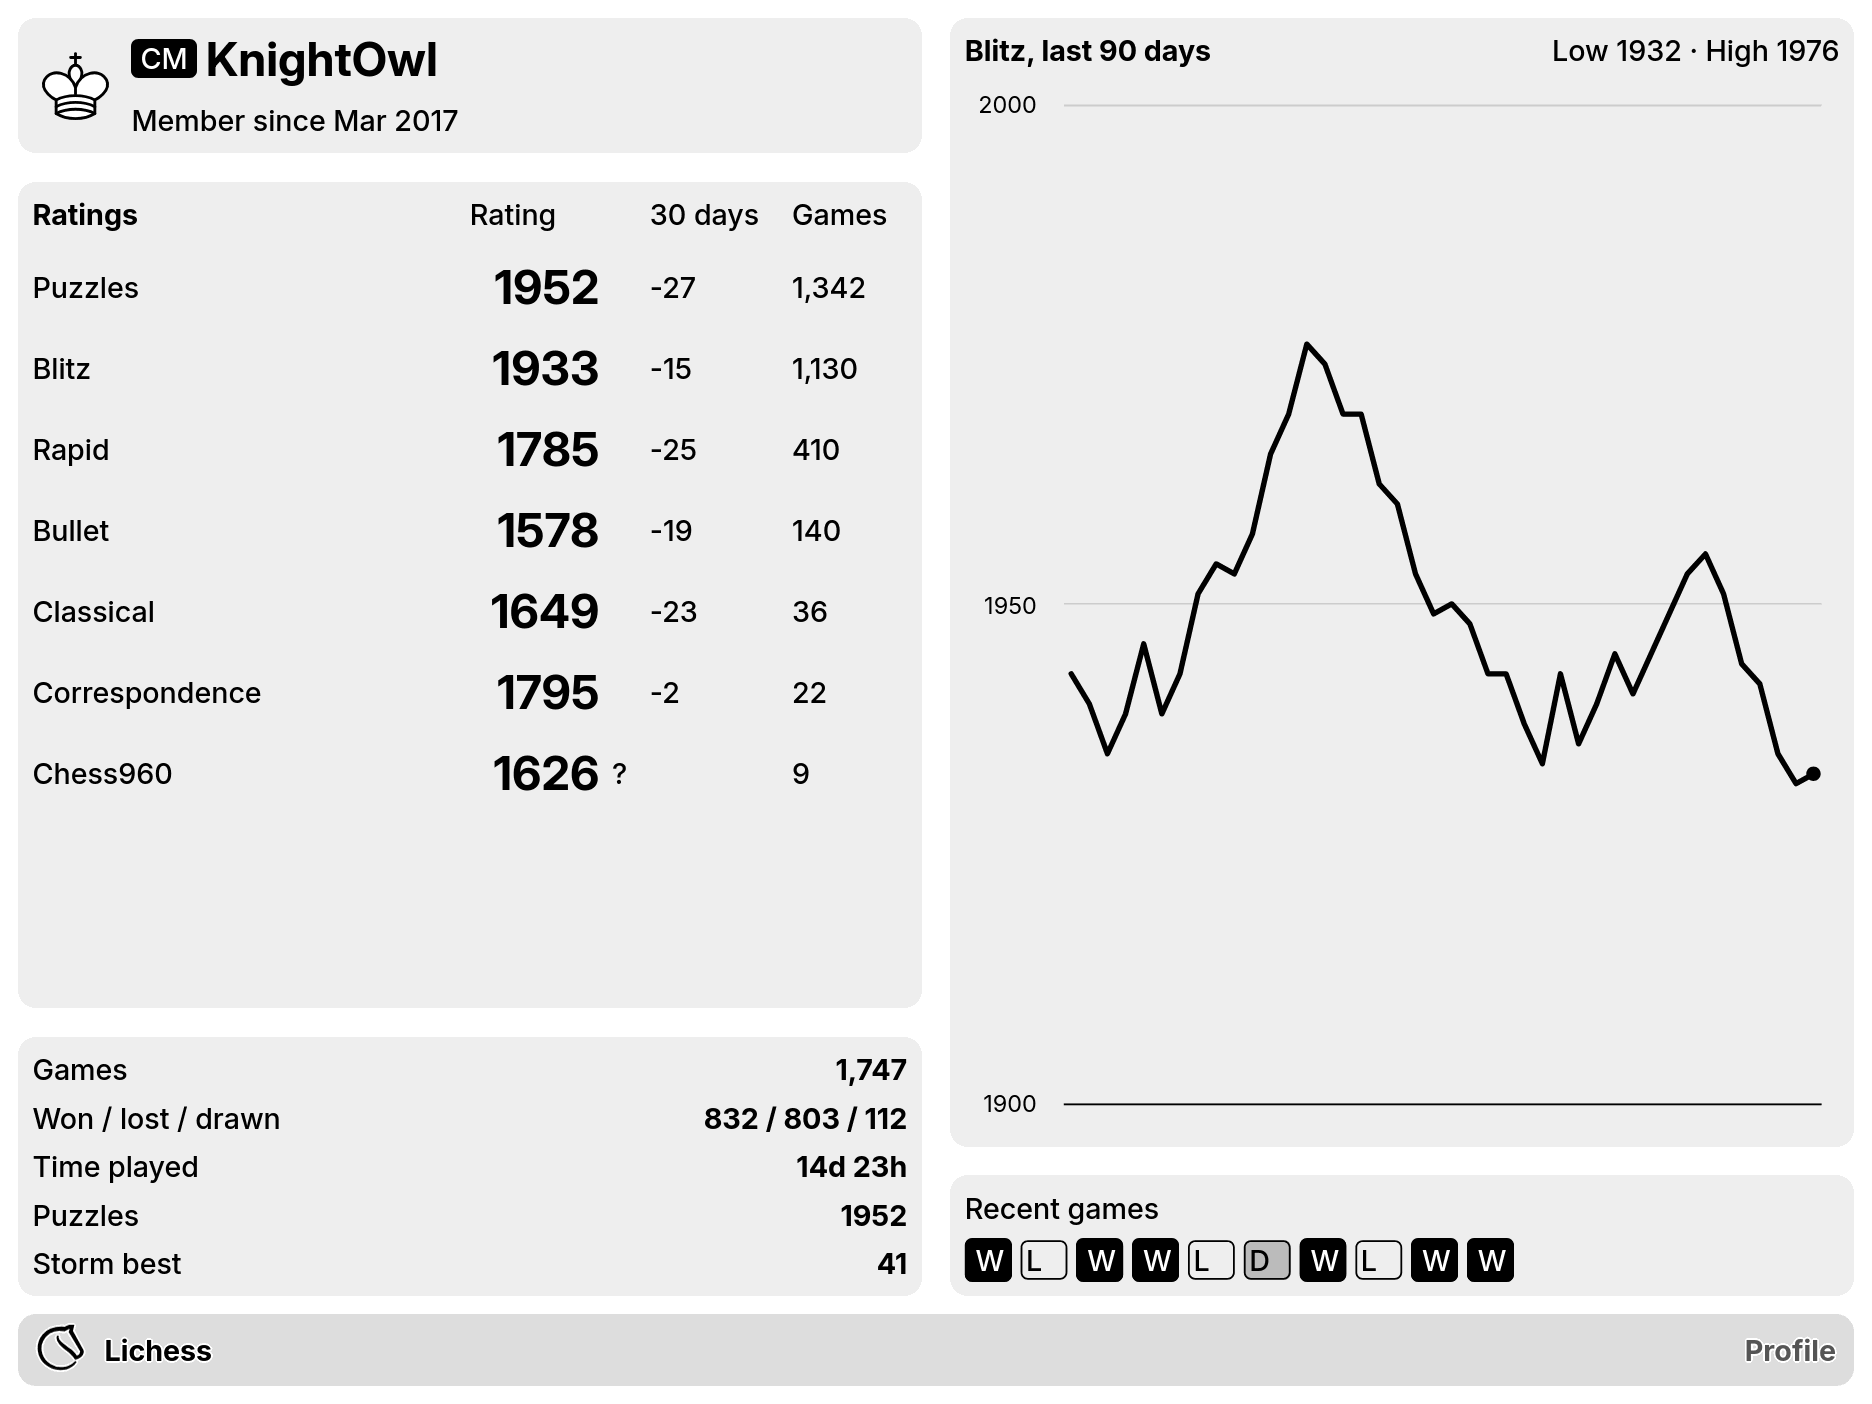 CM KnightOwl
Member since Mar 2017
Ratings Rating 30 days Games
Puzzles 1952 -27 1,342
Blitz 1933 -15 1,130
Rapid 1785 -25 410
Bullet 1578 -19 140
Classical 1649 -23 36
Correspondence 1795 -2 22
Chess960 1626 ? 9
Games 1,747
Won / lost / drawn 832 / 803 / 112
Time played 14d 23h
Puzzles 1952
Storm best 41
Blitz, last 90 days Low 1932 · High 1976
2000
1950
1900
Recent games
W L W W L D W L W W
Lichess Profile